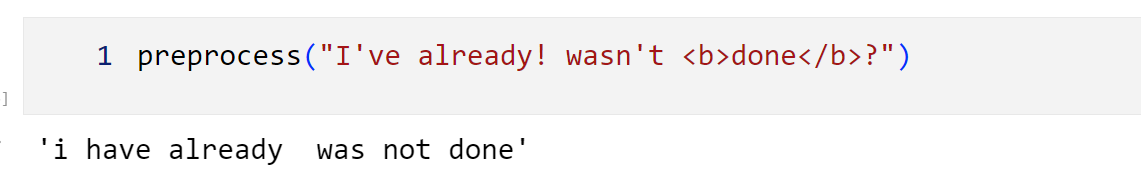 1 preprocess("I've already! wasn't <b>done</b>?")
]
'i have already  was not done'